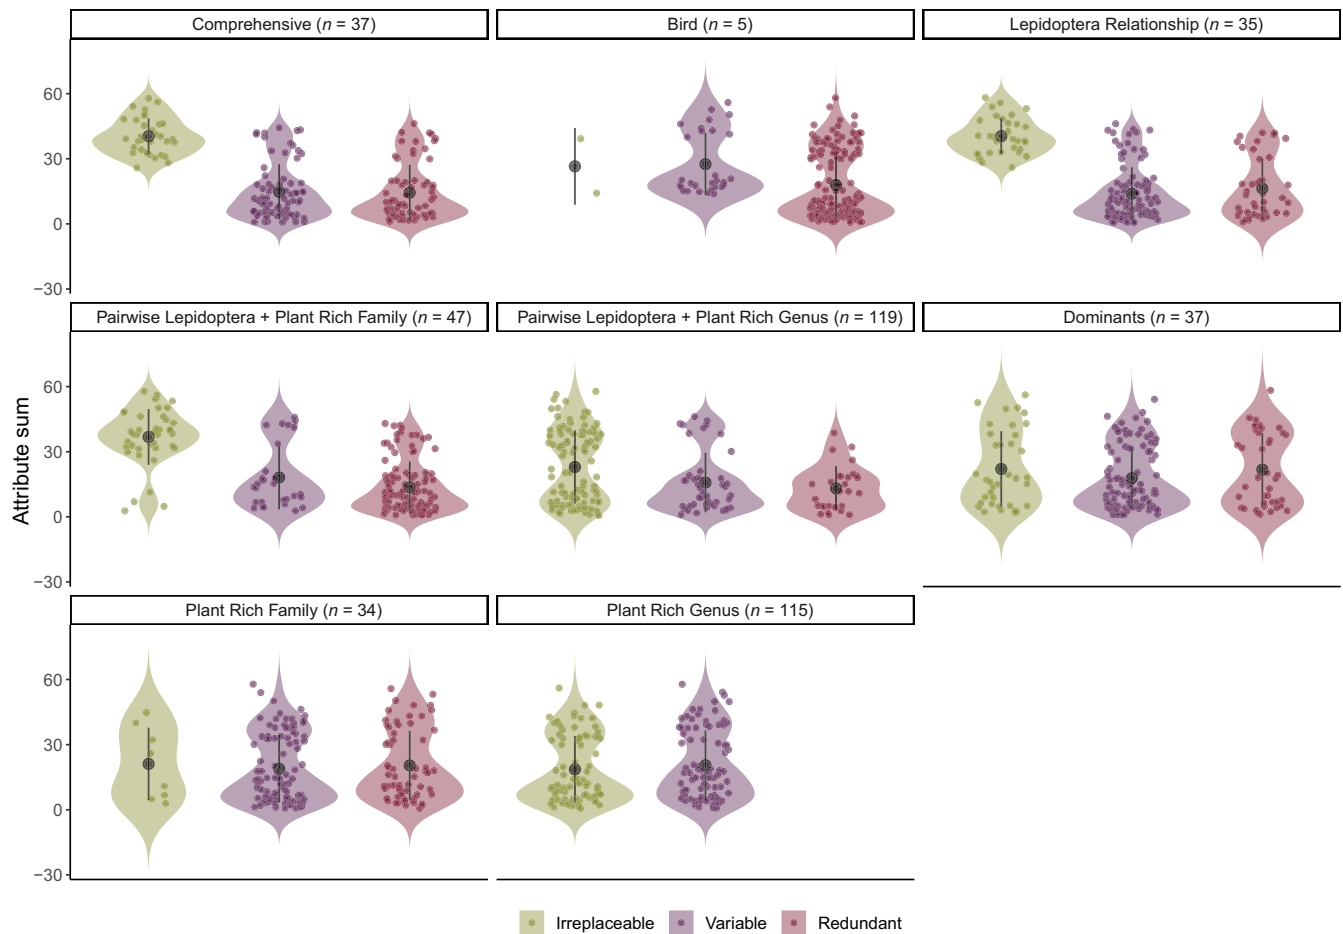 Comprehensive (n = 37)
Bird (n = 5)
Lepidoptera Relationship (n = 35)
60
30
0
−30
Pairwise Lepidoptera + Plant Rich Family (n = 47)
Pairwise Lepidoptera + Plant Rich Genus (n = 119)
Dominants (n = 37)
Attribute sum
60
30
0
−30
Plant Rich Family (n = 34)
Plant Rich Genus (n = 115)
60
30
0
−30
Irreplaceable
Variable
Redundant